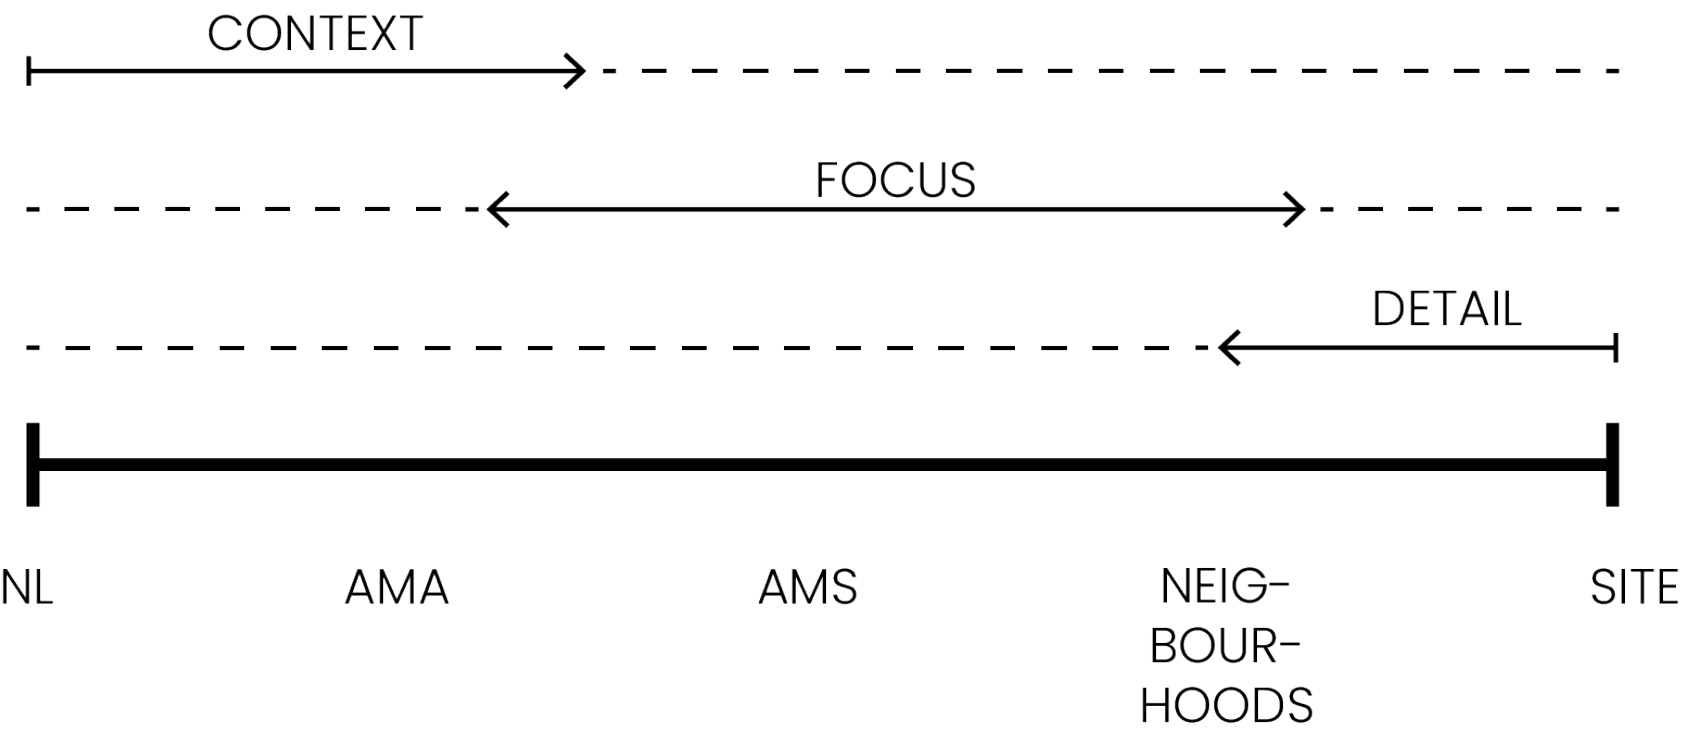 CONTEXT
FOCUS
DETAIL
NL
AMA
AMS
NEIG-
BOUR-
HOODS
SITE